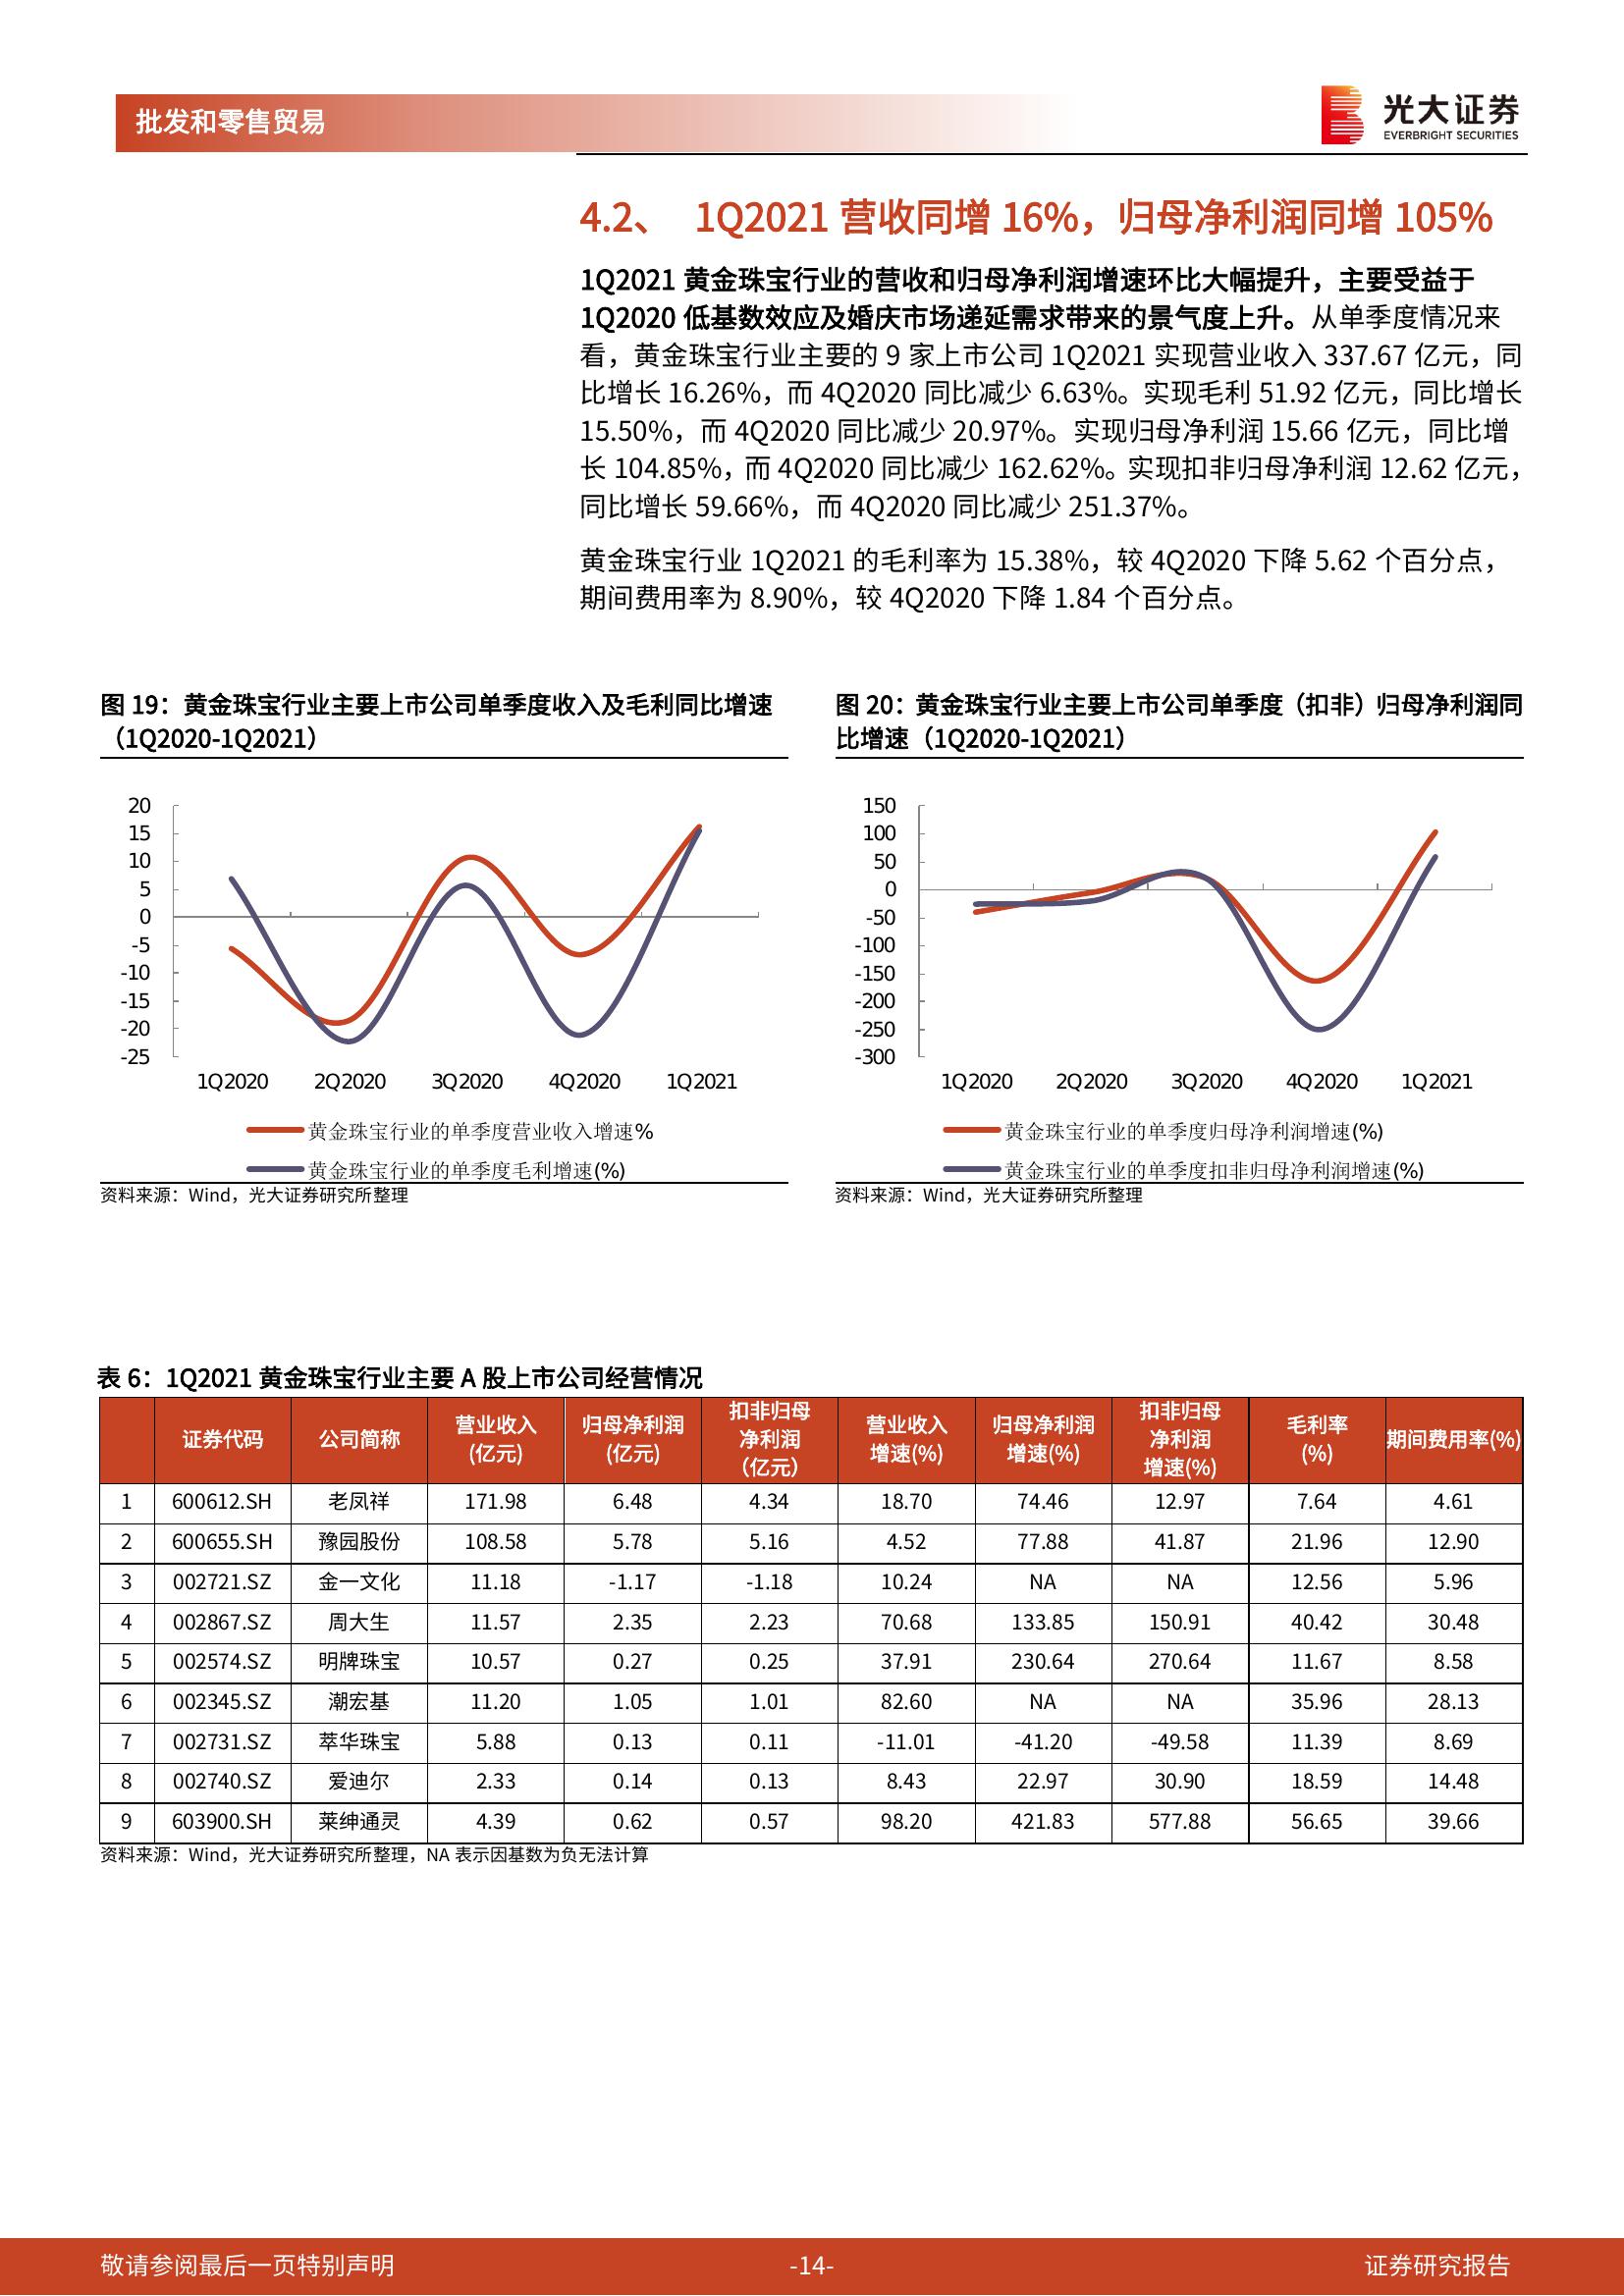 批发和零售贸易
光大证券
EVERBRIGHT SECURITIES
4.2、 1Q2021 营收同增 16%，归母净利润同增 105%
1Q2021 黄金珠宝行业的营收和归母净利润增速环比大幅提升，主要受益于
1Q2020 低基数效应及婚庆市场递延需求带来的景气度上升。从单季度情况来
看，黄金珠宝行业主要的 9 家上市公司 1Q2021 实现营业收入 337.67 亿元，同
比增长 16.26%，而 4Q2020 同比减少 6.63%。实现毛利 51.92 亿元，同比增长
15.50%，而 4Q2020 同比减少 20.97%。实现归母净利润 15.66 亿元，同比增
长 104.85%，而 4Q2020 同比减少 162.62%。实现扣非归母净利润 12.62 亿元，
同比增长 59.66%，而 4Q2020 同比减少 251.37%。
黄金珠宝行业 1Q2021 的毛利率为 15.38%，较 4Q2020 下降 5.62 个百分点，
期间费用率为 8.90%，较 4Q2020 下降 1.84 个百分点。
图 19：黄金珠宝行业主要上市公司单季度收入及毛利同比增速
（1Q2020-1Q2021）
20
15
10
5
0
-5
-10
-15
-20
-25
1Q2020 2Q2020 3Q2020 4Q2020 1Q2021
黄金珠宝行业的单季度营业收入增速%
黄金珠宝行业的单季度毛利增速(%)
资料来源：Wind，光大证券研究所整理
图 20：黄金珠宝行业主要上市公司单季度（扣非）归母净利润同
比增速（1Q2020-1Q2021）
150
100
50
0
-50
-100
-150
-200
-250
-300
1Q2020 2Q2020 3Q2020 4Q2020 1Q2021
黄金珠宝行业的单季度归母净利润增速(%)
黄金珠宝行业的单季度扣非归母净利润增速(%)
资料来源：Wind，光大证券研究所整理
表 6：1Q2021 黄金珠宝行业主要 A 股上市公司经营情况
证券代码 公司简称 营业收入(亿元) 归母净利润(亿元) 扣非归母净利润（亿元） 营业收入增速(%) 归母净利润增速(%) 扣非归母净利润增速(%) 毛利率(%) 期间费用率(%)
1 600612.SH 老凤祥 171.98 6.48 4.34 18.70 74.46 12.97 7.64 4.61
2 600655.SH 豫园股份 108.58 5.78 5.16 4.52 77.88 41.87 21.96 12.90
3 002721.SZ 金一文化 11.18 -1.17 -1.18 10.24 NA NA 12.56 5.96
4 002867.SZ 周大生 11.57 2.35 2.23 70.68 133.85 150.91 40.42 30.48
5 002574.SZ 明牌珠宝 10.57 0.27 0.25 37.91 230.64 270.64 11.67 8.58
6 002345.SZ 潮宏基 11.20 1.05 1.01 82.60 NA NA 35.96 28.13
7 002731.SZ 萃华珠宝 5.88 0.13 0.11 -11.01 -41.20 -49.58 11.39 8.69
8 002740.SZ 爱迪尔 2.33 0.14 0.13 8.43 22.97 30.90 18.59 14.48
9 603900.SH 莱绅通灵 4.39 0.62 0.57 98.20 421.83 577.88 56.65 39.66
资料来源：Wind，光大证券研究所整理，NA 表示因基数为负无法计算
敬请参阅最后一页特别声明 -14- 证券研究报告